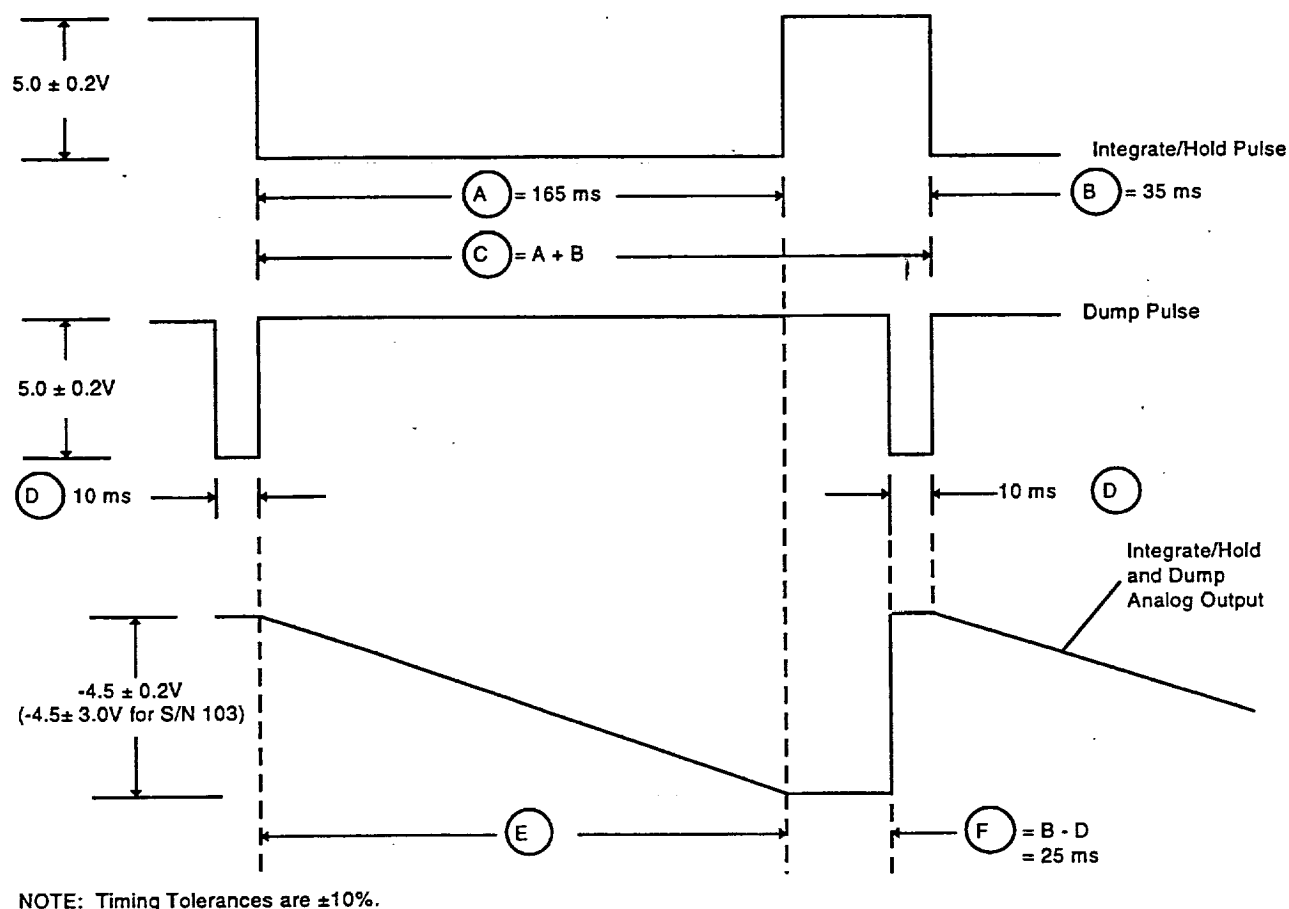 5.0 ± 0.2V
Integrate/Hold Pulse
A = 165 ms
B = 35 ms
C = A + B
Dump Pulse
5.0 ± 0.2V
D 10 ms
10 ms D
Integrate/Hold
and Dump
Analog Output
-4.5 ± 0.2V
(-4.5± 3.0V for S/N 103)
E
F = B - D
= 25 ms
NOTE: Timing Tolerances are ±10%.